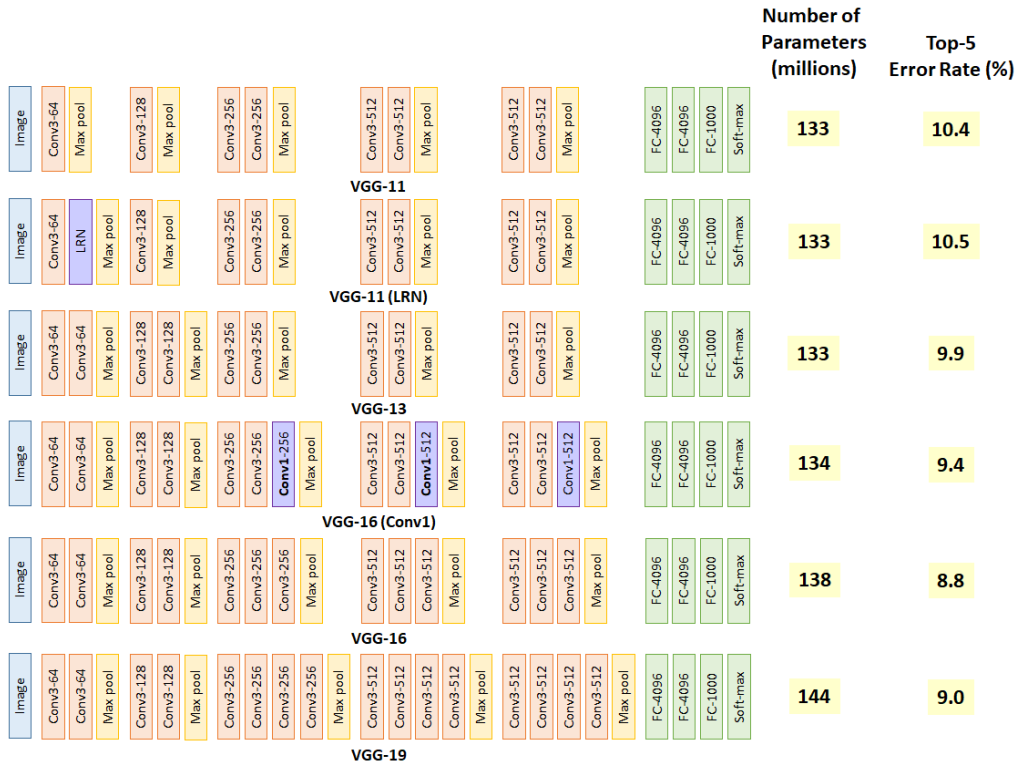 Number of
Parameters
(millions)
Top-5
Error Rate (%)
Image Conv3-64 Max pool Conv3-128 Max pool Conv3-256 Conv3-256 Max pool Conv3-512 Conv3-512 Max pool Conv3-512 Conv3-512 Max pool FC-4096 FC-4096 FC-1000 Soft-max 133 10.4
VGG-11
Image Conv3-64 LRN Max pool Conv3-128 Max pool Conv3-256 Conv3-256 Max pool Conv3-512 Conv3-512 Max pool Conv3-512 Conv3-512 Max pool FC-4096 FC-4096 FC-1000 Soft-max 133 10.5
VGG-11 (LRN)
Image Conv3-64 Conv3-64 Max pool Conv3-128 Conv3-128 Max pool Conv3-256 Conv3-256 Max pool Conv3-512 Conv3-512 Max pool Conv3-512 Conv3-512 Max pool FC-4096 FC-4096 FC-1000 Soft-max 133 9.9
VGG-13
Image Conv3-64 Conv3-64 Max pool Conv3-128 Conv3-128 Max pool Conv3-256 Conv3-256 Conv1-256 Max pool Conv3-512 Conv3-512 Conv1-512 Max pool Conv3-512 Conv3-512 Conv1-512 Max pool FC-4096 FC-4096 FC-1000 Soft-max 134 9.4
VGG-16 (Conv1)
Image Conv3-64 Conv3-64 Max pool Conv3-128 Conv3-128 Max pool Conv3-256 Conv3-256 Conv3-256 Max pool Conv3-512 Conv3-512 Conv3-512 Max pool Conv3-512 Conv3-512 Conv3-512 Max pool FC-4096 FC-4096 FC-1000 Soft-max 138 8.8
VGG-16
Image Conv3-64 Conv3-64 Max pool Conv3-128 Conv3-128 Max pool Conv3-256 Conv3-256 Conv3-256 Conv3-256 Max pool Conv3-512 Conv3-512 Conv3-512 Conv3-512 Max pool Conv3-512 Conv3-512 Conv3-512 Conv3-512 Max pool FC-4096 FC-4096 FC-1000 Soft-max 144 9.0
VGG-19